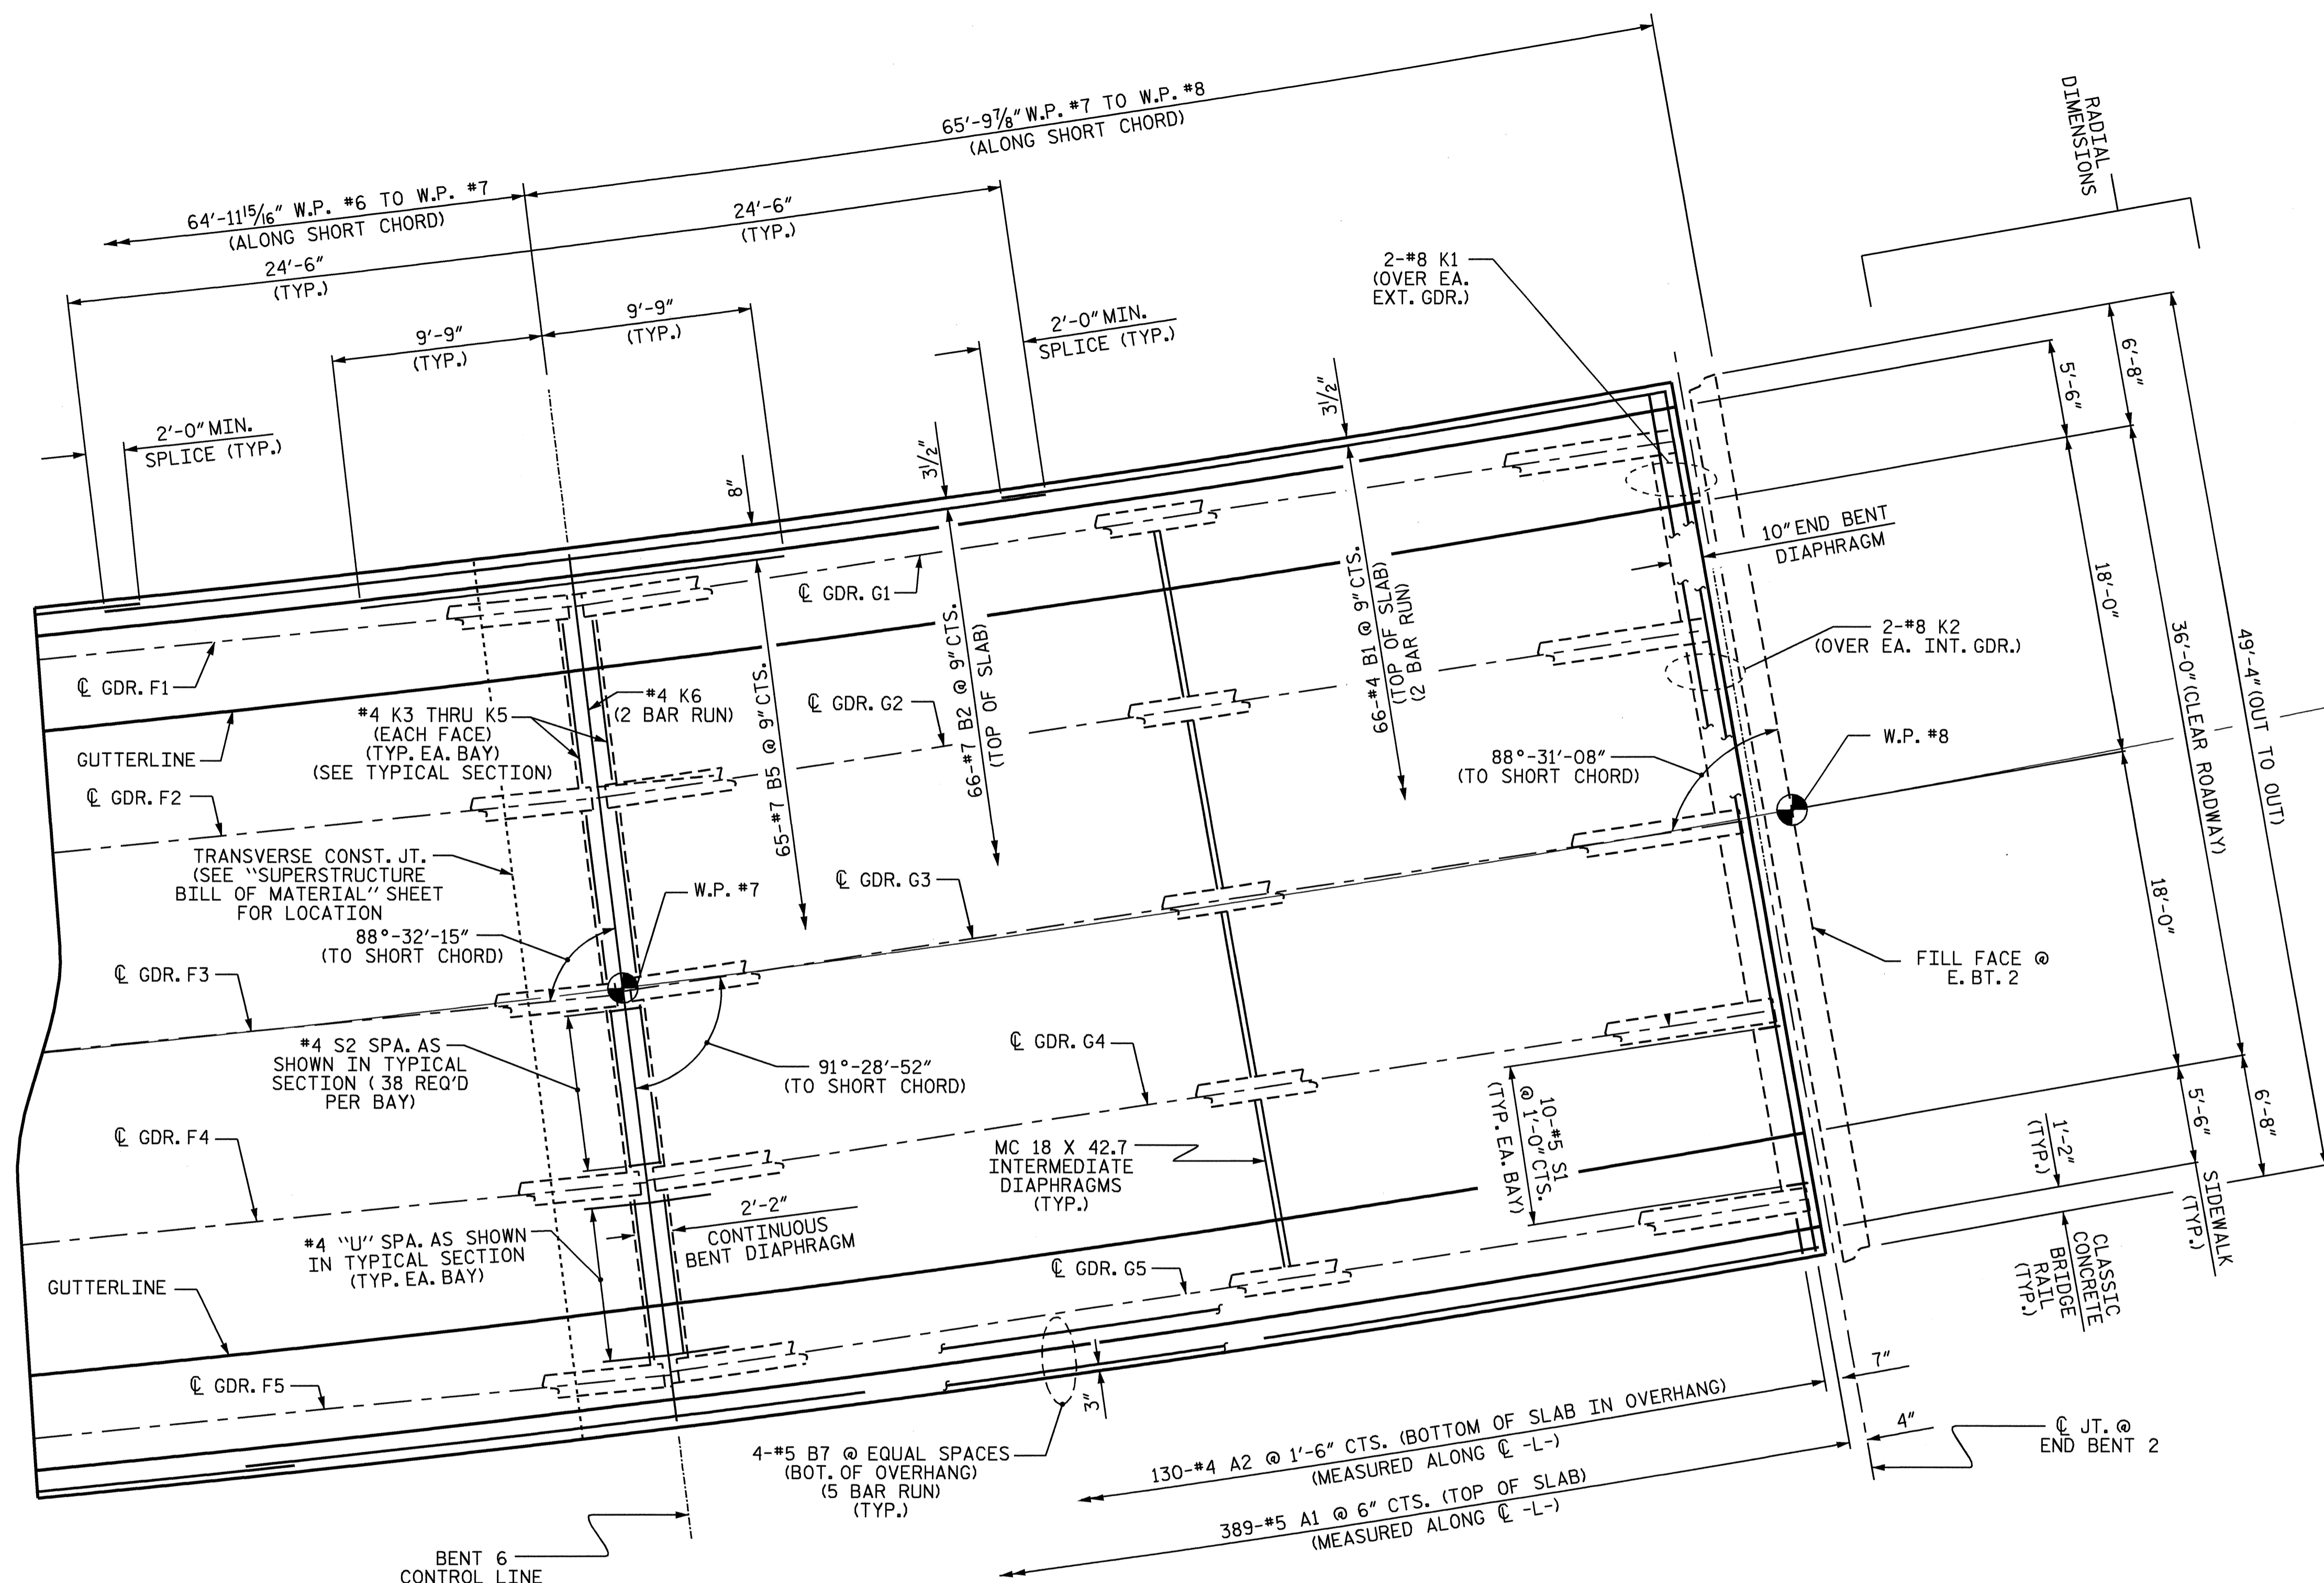 65'-9⅞" W.P. #7 TO W.P. #8
(ALONG SHORT CHORD)
RADIAL
DIMENSIONS
64'-11¹⁵⁄₁₆" W.P. #6 TO W.P. #7
(ALONG SHORT CHORD)
24'-6"
(TYP.)
24'-6"
(TYP.)
9'-9"
(TYP.)
9'-9"
(TYP.)
2'-0" MIN.
SPLICE (TYP.)
2'-0" MIN.
SPLICE (TYP.)
2-#8 K1
(OVER EA.
EXT. GDR.)
8"
3½"
3½"
6'-8"
5'-6"
10" END BENT
DIAPHRAGM
18'-0"
36'-0" (CLEAR ROADWAY)
49'-4" (OUT TO OUT)
2-#8 K2
(OVER EA. INT. GDR.)
℄ GDR. G1
℄ GDR. F1
#4 K6
(2 BAR RUN)
#4 K3 THRU K5
(EACH FACE)
(TYP. EA. BAY)
(SEE TYPICAL SECTION)
65-#7 B5 @ 9" CTS.
66-#7 B2 @ 9" CTS.
(TOP OF SLAB)
66-#4 B1 @ 9" CTS.
(TOP OF SLAB)
(2 BAR RUN)
℄ GDR. G2
GUTTERLINE
℄ GDR. F2
88°-31'-08"
(TO SHORT CHORD)
W.P. #8
TRANSVERSE CONST. JT.
(SEE "SUPERSTRUCTURE
BILL OF MATERIAL" SHEET
FOR LOCATION
℄ GDR. G3
W.P. #7
88°-32'-15"
(TO SHORT CHORD)
18'-0"
FILL FACE @
E. BT. 2
℄ GDR. F3
#4 S2 SPA. AS
SHOWN IN TYPICAL
SECTION ( 38 REQ'D
PER BAY)
91°-28'-52"
(TO SHORT CHORD)
℄ GDR. G4
10-#5 S1
@ 1'-0" CTS.
(TYP. EA. BAY)
℄ GDR. F4
MC 18 X 42.7
INTERMEDIATE
DIAPHRAGMS
(TYP.)
1'-2"
(TYP.)
5'-6"
6'-8"
SIDEWALK
(TYP.)
2'-2"
CONTINUOUS
BENT DIAPHRAGM
#4 "U" SPA. AS SHOWN
IN TYPICAL SECTION
(TYP. EA. BAY)
℄ GDR. G5
CLASSIC
CONCRETE
BRIDGE
RAIL
(TYP.)
GUTTERLINE
℄ GDR. F5
3"
7"
4"
4-#5 B7 @ EQUAL SPACES
(BOT. OF OVERHANG)
(5 BAR RUN)
(TYP.)
130-#4 A2 @ 1'-6" CTS. (BOTTOM OF SLAB IN OVERHANG)
(MEASURED ALONG ℄ -L-)
389-#5 A1 @ 6" CTS. (TOP OF SLAB)
(MEASURED ALONG ℄ -L-)
℄ JT. @
END BENT 2
BENT 6
CONTROL LINE